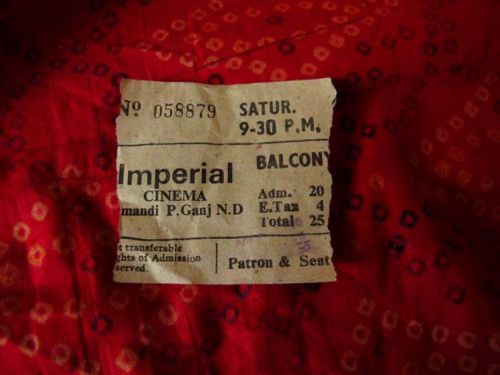 Nº 058879 SATUR.
9-30 P.M.
Imperial BALCONY
CINEMA Adm. 20
mandi P.Ganj N.D E.Tax 4
Total 25
t transferable
ghts of Admission
served. Patron & Seat